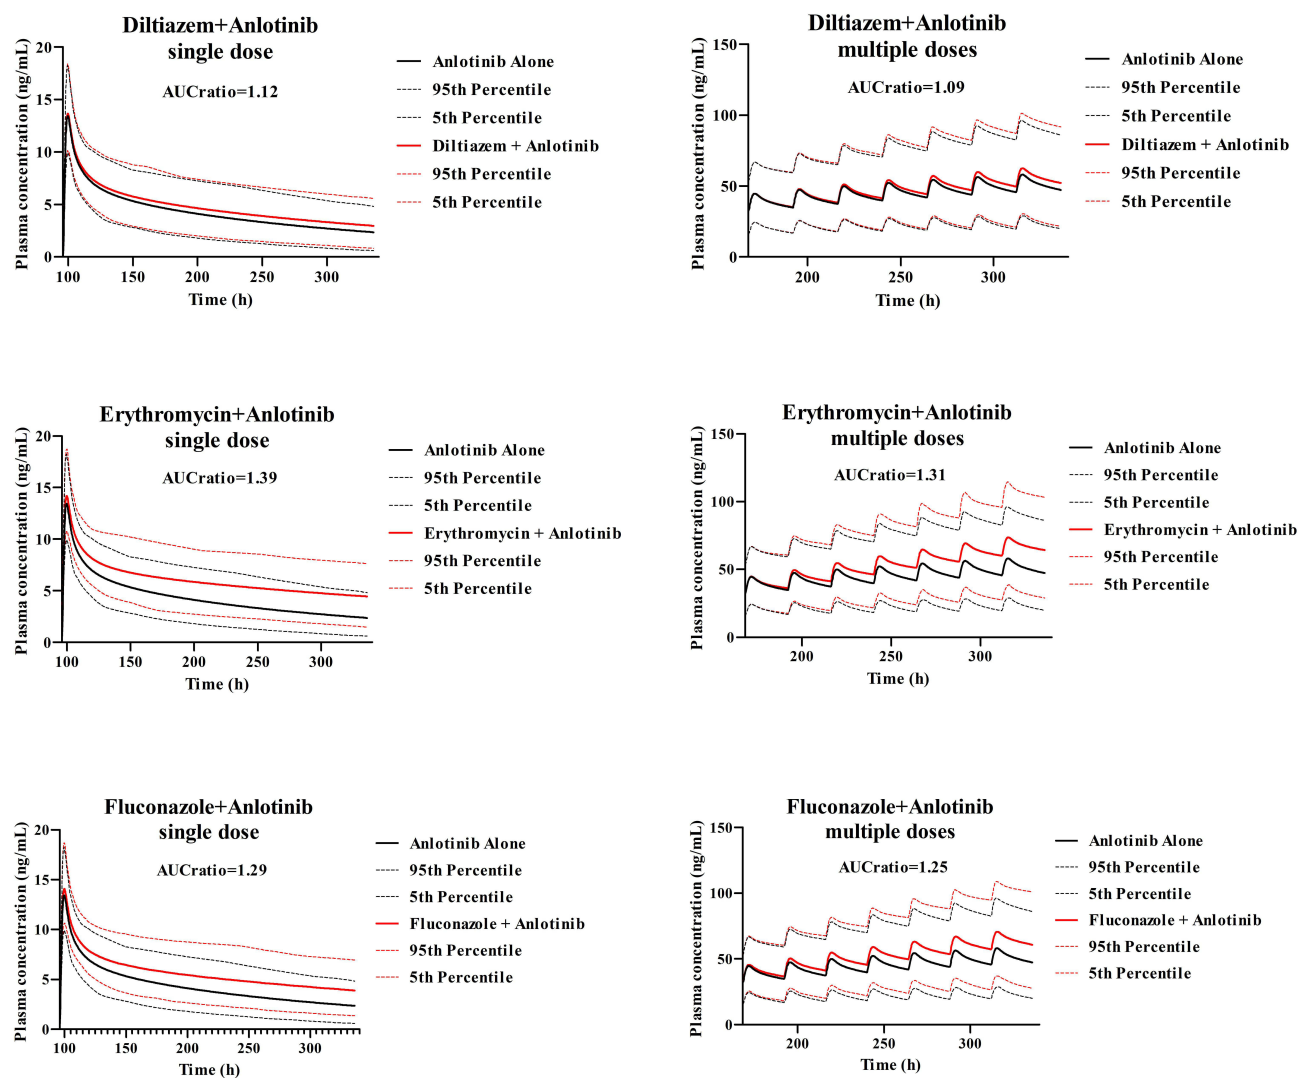 Diltiazem+Anlotinib
single dose
AUCratio=1.12
Plasma concentration (ng/mL)
20
15
10
5
0
100
150
200
250
300
Time (h)
Anlotinib Alone
95th Percentile
5th Percentile
Diltiazem + Anlotinib
95th Percentile
5th Percentile
Diltiazem+Anlotinib
multiple doses
AUCratio=1.09
Plasma concentration (ng/mL)
150
100
50
0
200
250
300
Time (h)
Anlotinib Alone
95th Percentile
5th Percentile
Diltiazem + Anlotinib
95th Percentile
5th Percentile
Erythromycin+Anlotinib
single dose
AUCratio=1.39
Plasma concentration (ng/mL)
20
15
10
5
0
100
150
200
250
300
Time (h)
Anlotinib Alone
95th Percentile
5th Percentile
Erythromycin + Anlotinib
95th Percentile
5th Percentile
Erythromycin+Anlotinib
multiple doses
AUCratio=1.31
Plasma concentration (ng/mL)
150
100
50
0
200
250
300
Time (h)
Anlotinib Alone
95th Percentile
5th Percentile
Erythromycin + Anlotinib
95th Percentile
5th Percentile
Fluconazole+Anlotinib
single dose
AUCratio=1.29
Plasma concentration (ng/mL)
20
15
10
5
0
100
150
200
250
300
Time (h)
Anlotinib Alone
95th Percentile
5th Percentile
Fluconazole + Anlotinib
95th Percentile
5th Percentile
Fluconazole+Anlotinib
multiple doses
AUCratio=1.25
Plasma concentration (ng/mL)
150
100
50
0
200
250
300
Time (h)
Anlotinib Alone
95th Percentile
5th Percentile
Fluconazole + Anlotinib
95th Percentile
5th Percentile